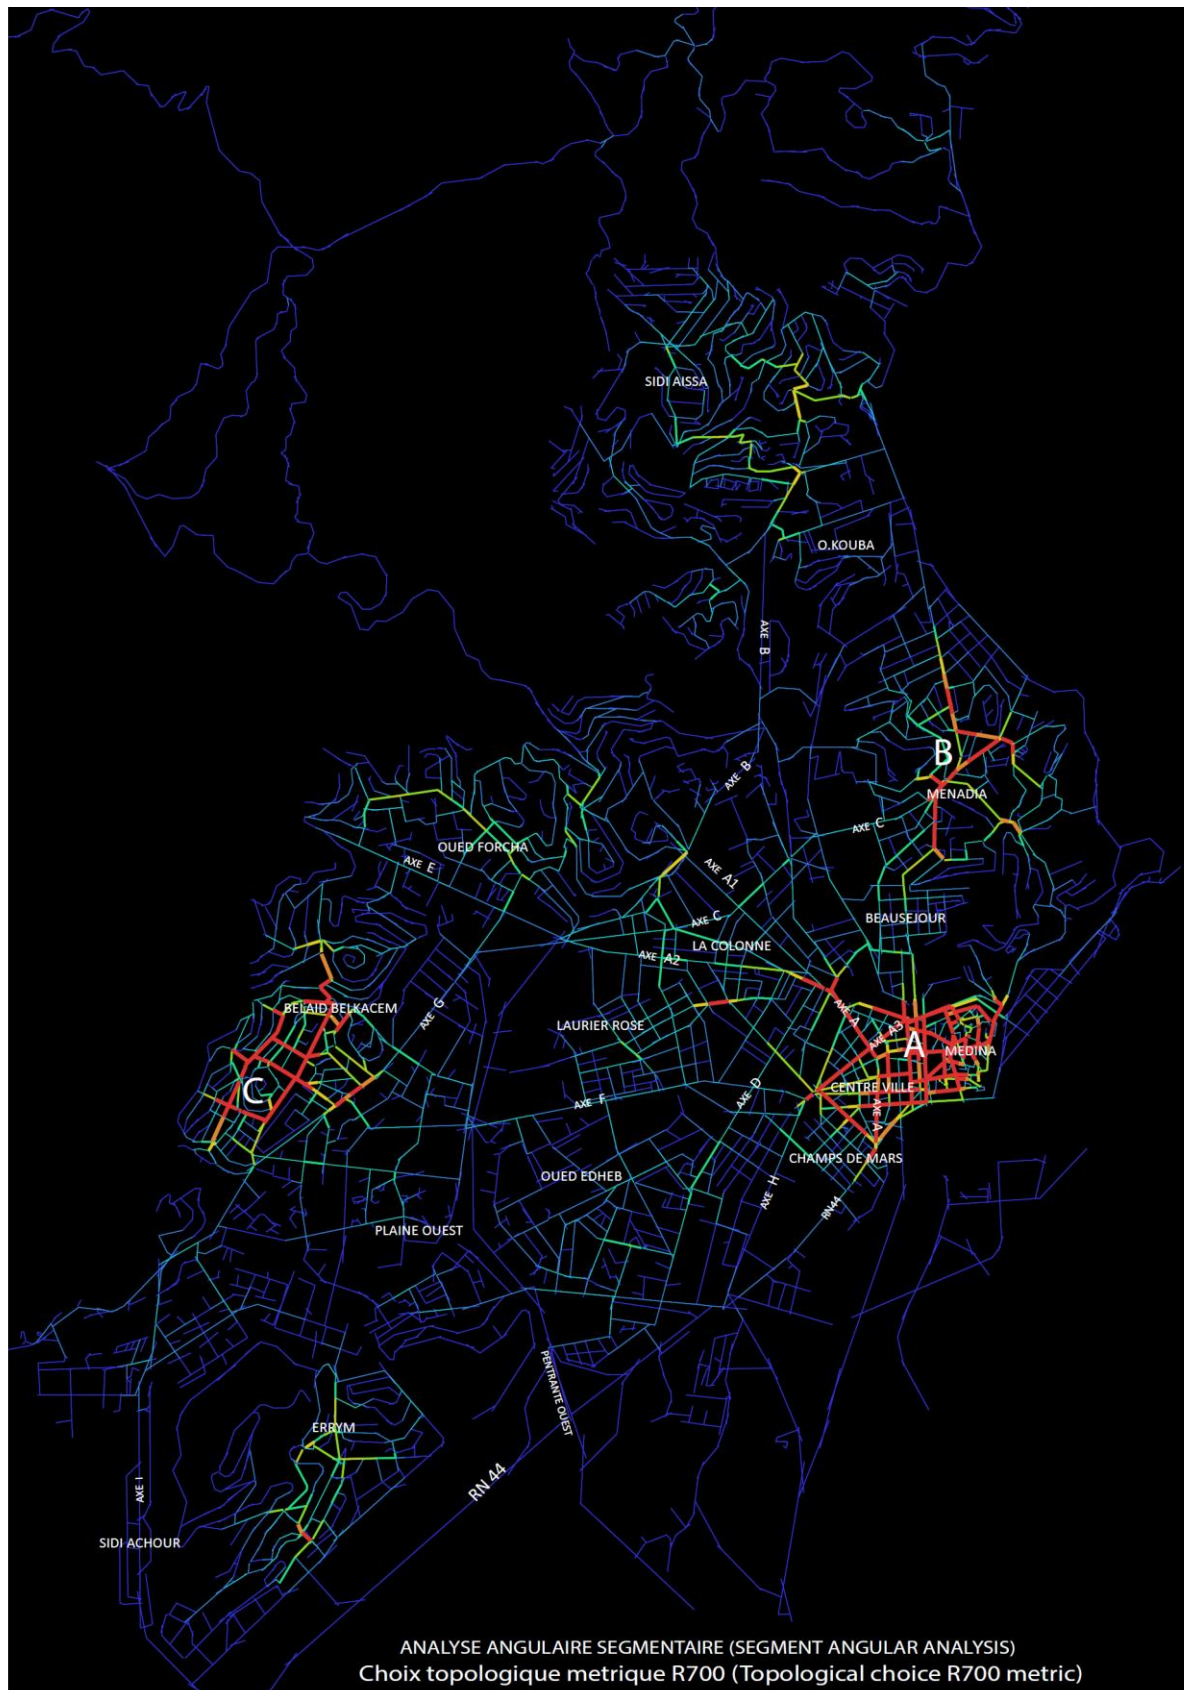 SIDI AISSA
O.KOUBA
AXE B
B
AXE B
MENADIA
AXE C
OUED FORCHA
AXE E
AXE A1
AXE C
BEAUSEJOUR
LA COLONNE
AXE A2
BELAID BELKACEM
AXE G
LAURIER ROSE
AXE A
AXE A3
A
MEDINA
C
CENTRE VILLE
AXE D
AXE F
AXE A
CHAMPS DE MARS
OUED EDHEB
AXE H
RN44
PLAINE OUEST
PENTRANTE OUEST
ERRYM
RN 44
AXE I
SIDI ACHOUR
ANALYSE ANGULAIRE SEGMENTAIRE (SEGMENT ANGULAR ANALYSIS)
Choix topologique metrique R700 (Topological choice R700 metric)